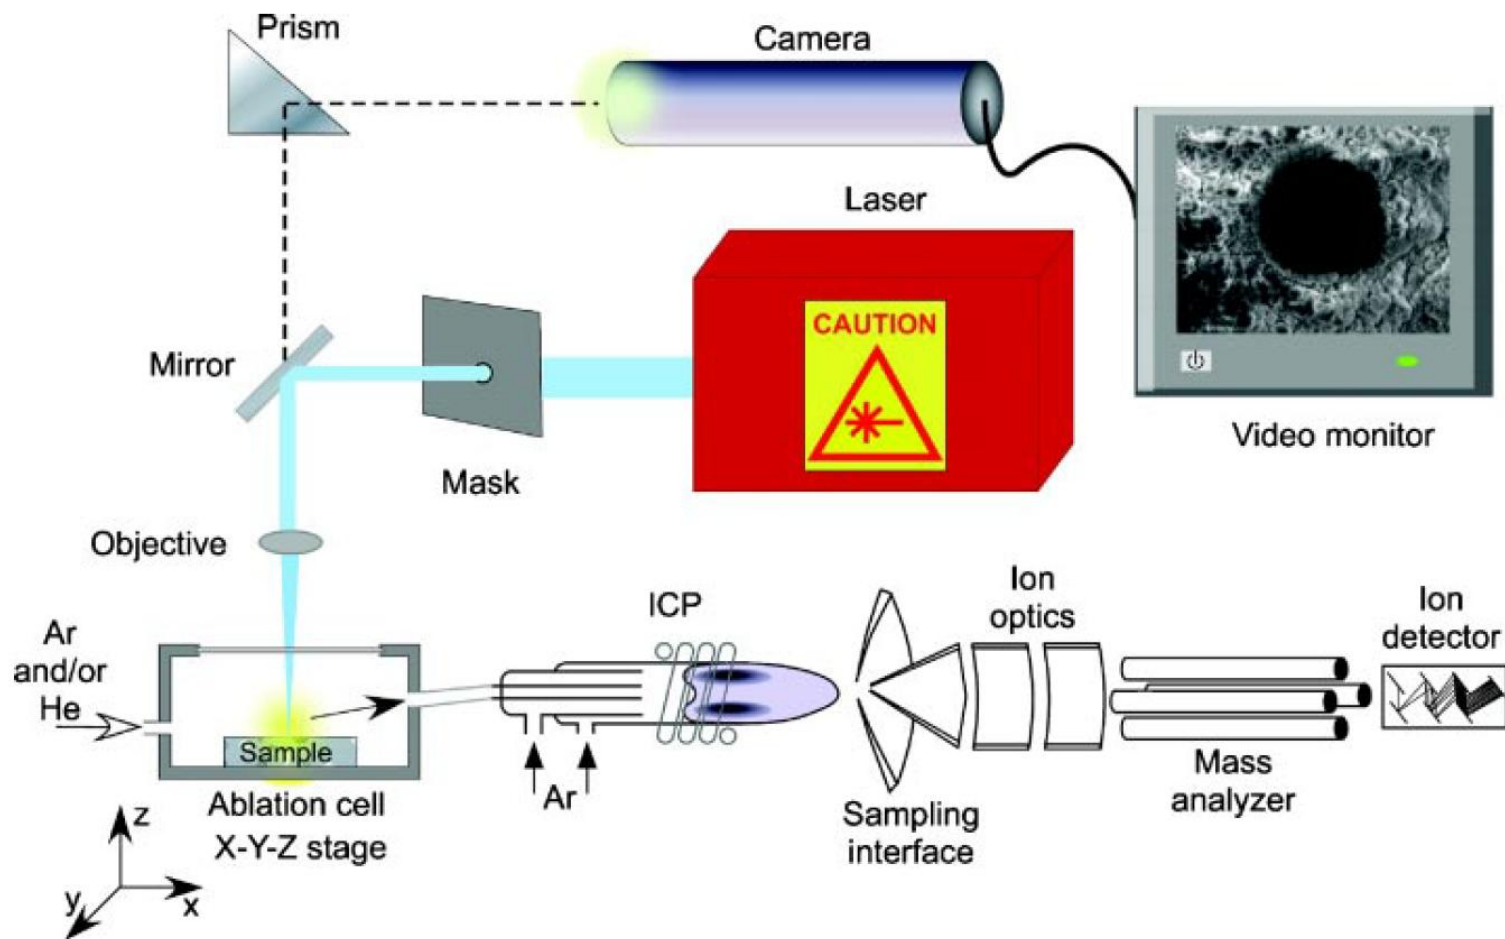 Prism
Camera
Laser
CAUTION
Mirror
Mask
Video monitor
Objective
Ar
and/or
He
Sample
Ablation cell
X-Y-Z stage
z
y
x
ICP
Ar
Sampling
interface
Ion
optics
Mass
analyzer
Ion
detector